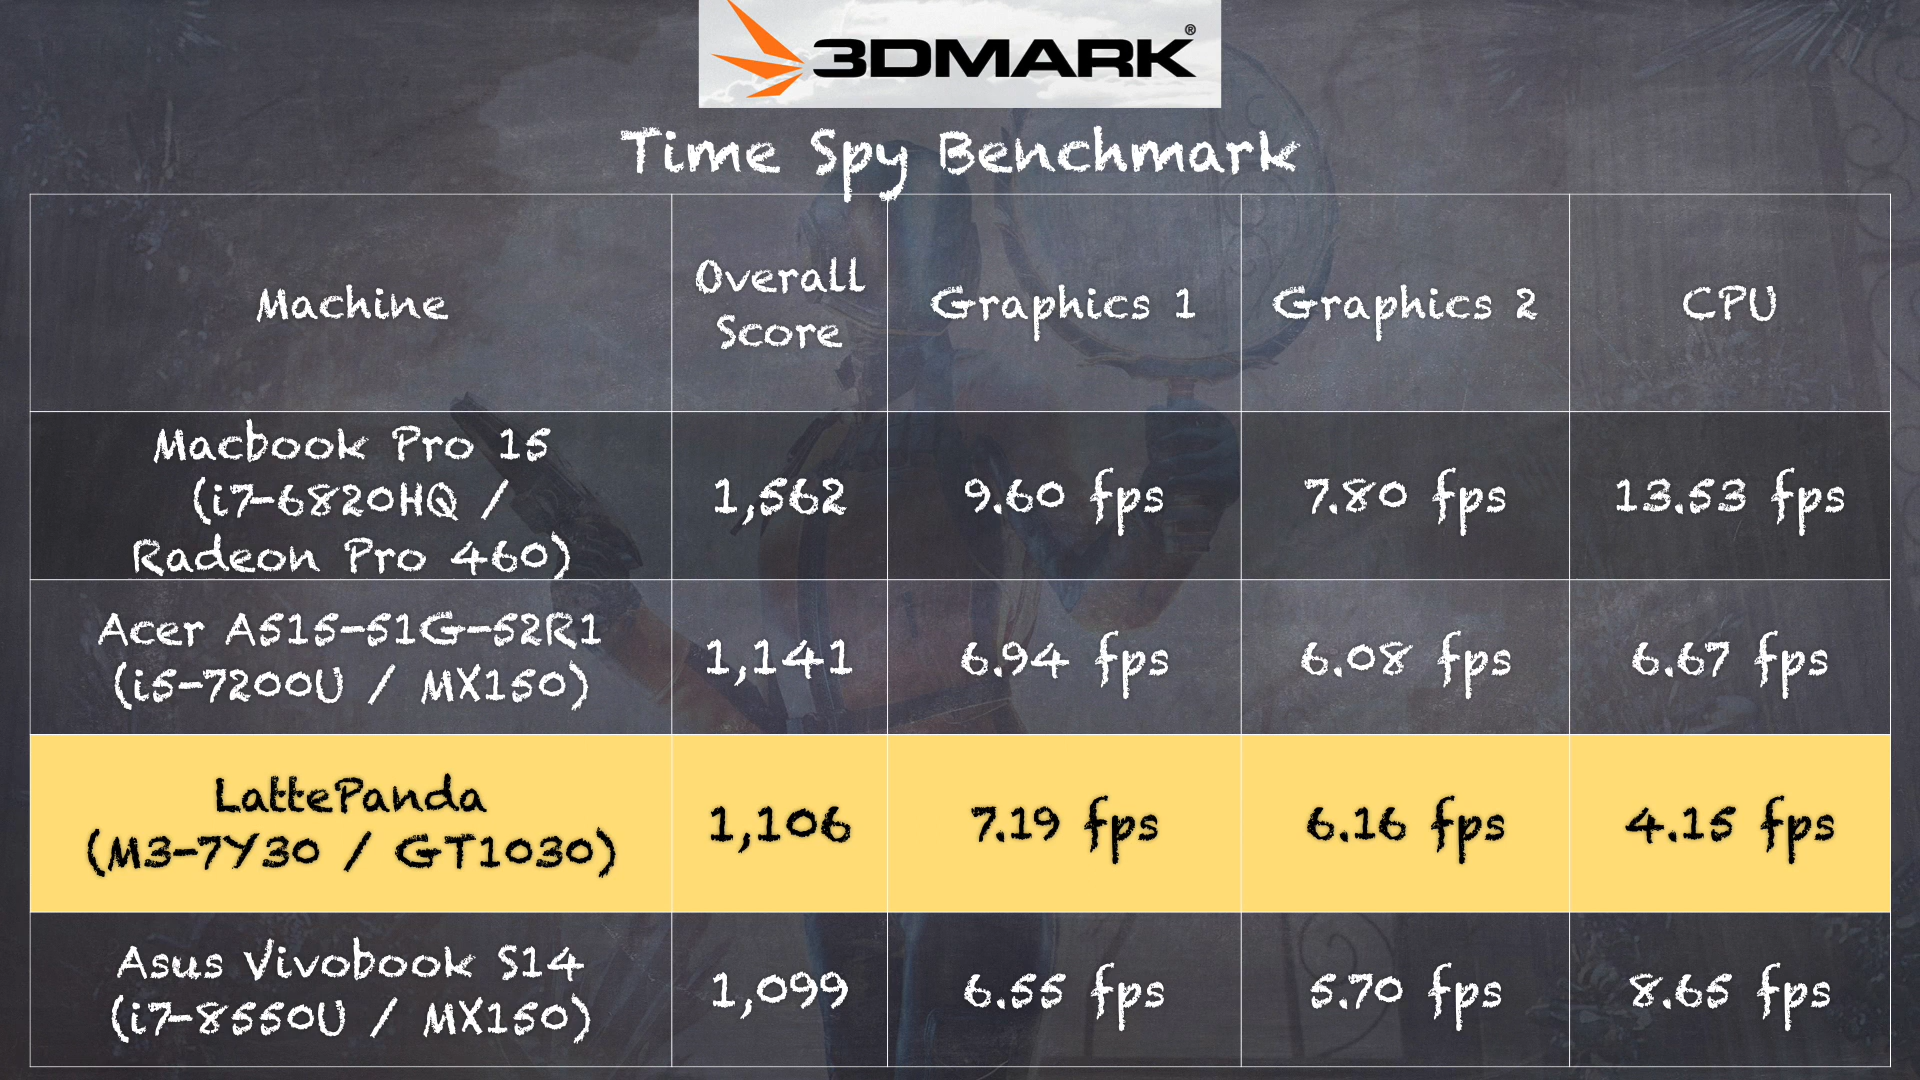 3DMARK®
Time Spy Benchmark
Machine
Overall
Score
Graphics 1
Graphics 2
CPU
Macbook Pro 15
(i7-6820HQ /
Radeon Pro 460)
1,562
9.60 fps
7.80 fps
13.53 fps
Acer A515-51G-52R1
(i5-7200U / MX150)
1,141
6.94 fps
6.08 fps
6.67 fps
LattePanda
(M3-7Y30 / GT1030)
1,106
7.19 fps
6.16 fps
4.15 fps
Asus Vivobook S14
(i7-8550U / MX150)
1,099
6.55 fps
5.70 fps
8.65 fps